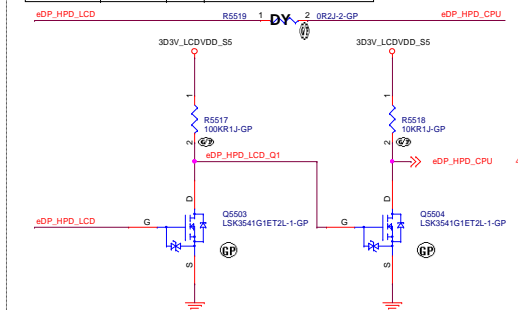 eDP_HPD_LCD R5519 1 DY 2 0R2J-2-GP eDP_HPD_CPU
3D3V_LCDVDD_S5 3D3V_LCDVDD_S5
1 1
R5517 R5518
100KR1J-GP 10KR1J-GP
2 2
eDP_HPD_LCD_Q1 eDP_HPD_CPU 4
D D
Q5503 Q5504
eDP_HPD_LCD G LSK3541G1ET2L-1-GP G LSK3541G1ET2L-1-GP
GP GP
S S